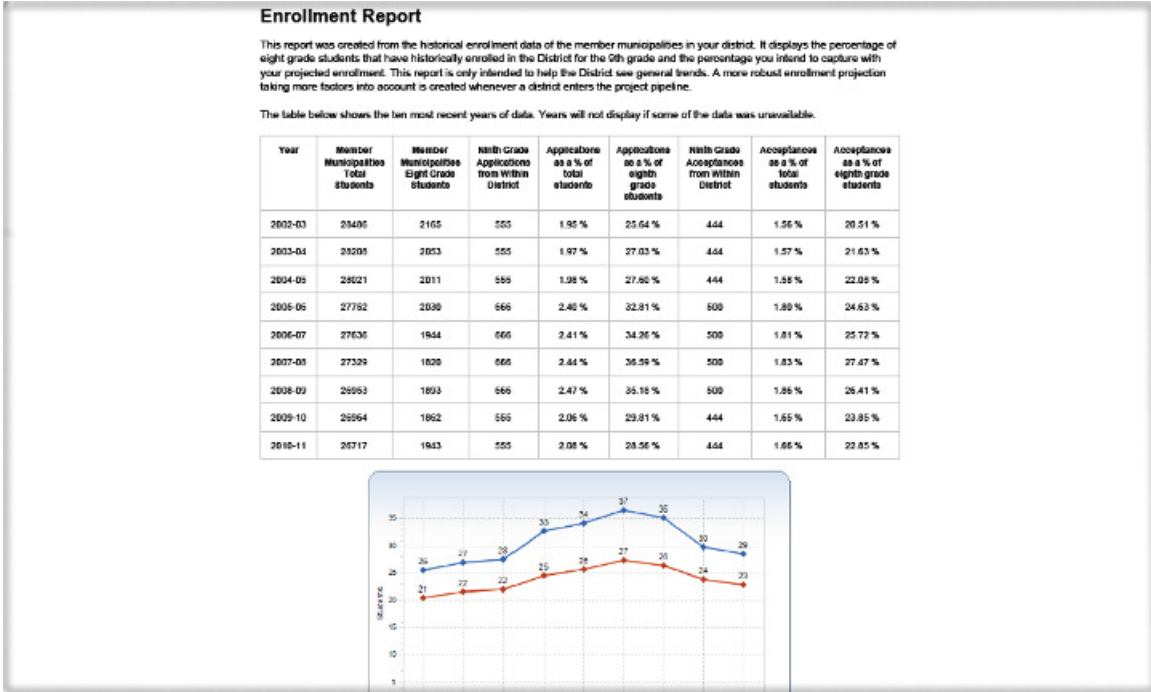 Enrollment Report
This report was created from the historical enrollment data of the member municipalities in your district. It displays the percentage of
eight grade students that have historically enrolled in the District for the 9th grade and the percentage you intend to capture with
your projected enrollment. This report is only intended to help the District see general trends. A more robust enrollment projection
taking more factors into account is created whenever a district enters the project pipeline.
The table below shows the ten most recent years of data. Years will not display if some of the data was unavailable.
Year Member Municipalities Total Students Member Municipalities Eight Grade Students Ninth Grade Applications from Within District Applications as a % of total students Applications as a % of eighth grade students Ninth Grade Acceptances from Within District Acceptances as a % of total students Acceptances as a % of eighth grade students
2002-03 28486 2165 555 1.95 % 25.64 % 444 1.56 % 20.51 %
2003-04 28208 2053 555 1.97 % 27.03 % 444 1.57 % 21.63 %
2004-05 28021 2011 555 1.98 % 27.60 % 444 1.58 % 22.08 %
2005-06 27762 2030 666 2.40 % 32.81 % 500 1.80 % 24.63 %
2006-07 27636 1944 666 2.41 % 34.26 % 500 1.81 % 25.72 %
2007-08 27329 1820 666 2.44 % 36.59 % 500 1.83 % 27.47 %
2008-09 26953 1893 666 2.47 % 35.18 % 500 1.86 % 26.41 %
2009-10 26964 1862 555 2.06 % 29.81 % 444 1.65 % 23.85 %
2010-11 26717 1943 555 2.08 % 28.56 % 444 1.66 % 22.85 %
26 27 28 33 34 37 35 30 29
21 22 22 25 26 27 26 24 23
35
30
25
20
15
10
5
Students